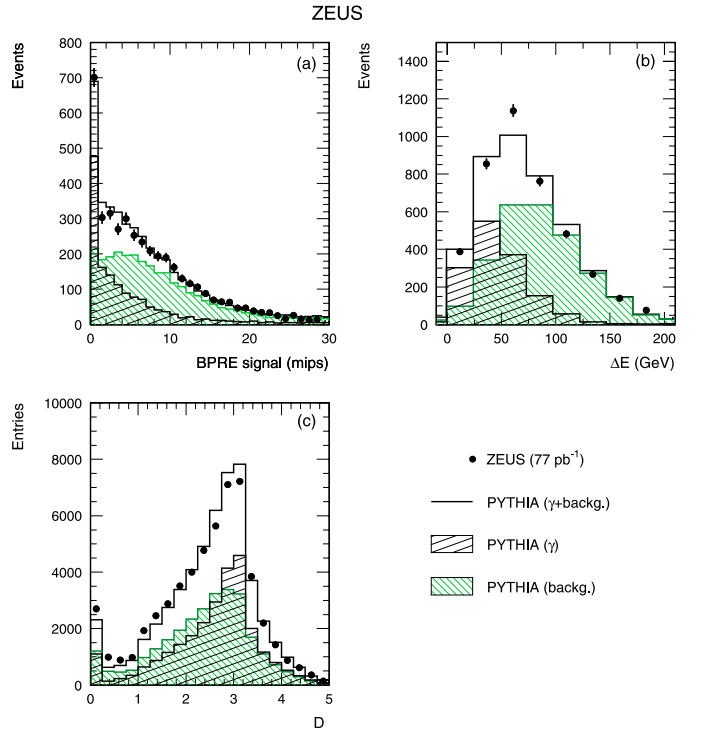 ZEUS
Events
800
700
600
500
400
300
200
100
0
(a)
0 10 20 30
BPRE signal (mips)
Events
1400
1200
1000
800
600
400
200
0
(b)
0 50 100 150 200
ΔE (GeV)
Entries
10000
8000
6000
4000
2000
0
(c)
0 1 2 3 4 5
D
ZEUS (77 pb⁻¹)
PYTHIA (γ+backg.)
PYTHIA (γ)
PYTHIA (backg.)